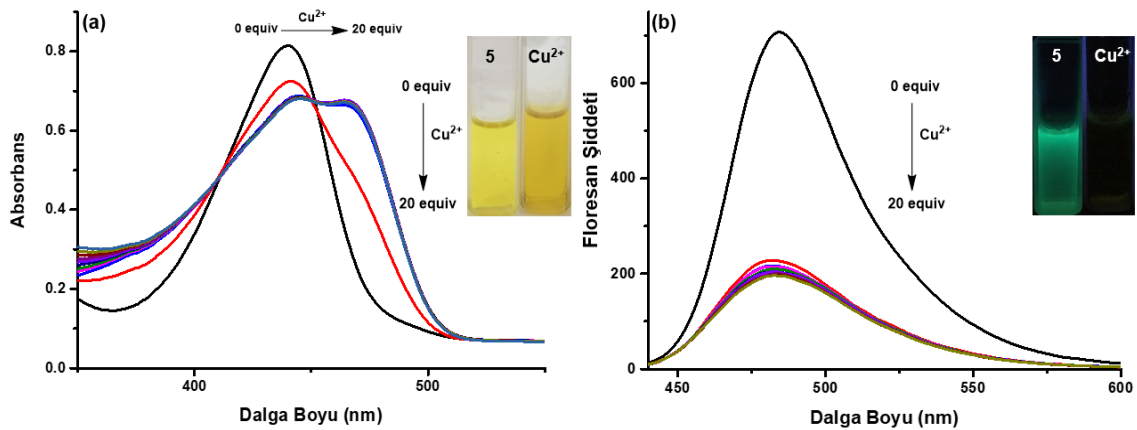 (a)
Cu²⁺
0 equiv
20 equiv
5
Cu²⁺
0 equiv
Cu²⁺
20 equiv
Absorbans
0.8
0.6
0.4
0.2
0.0
400
500
Dalga Boyu (nm)
(b)
5
Cu²⁺
0 equiv
Cu²⁺
20 equiv
Floresan Şiddeti
600
400
200
0
450
500
550
600
Dalga Boyu (nm)